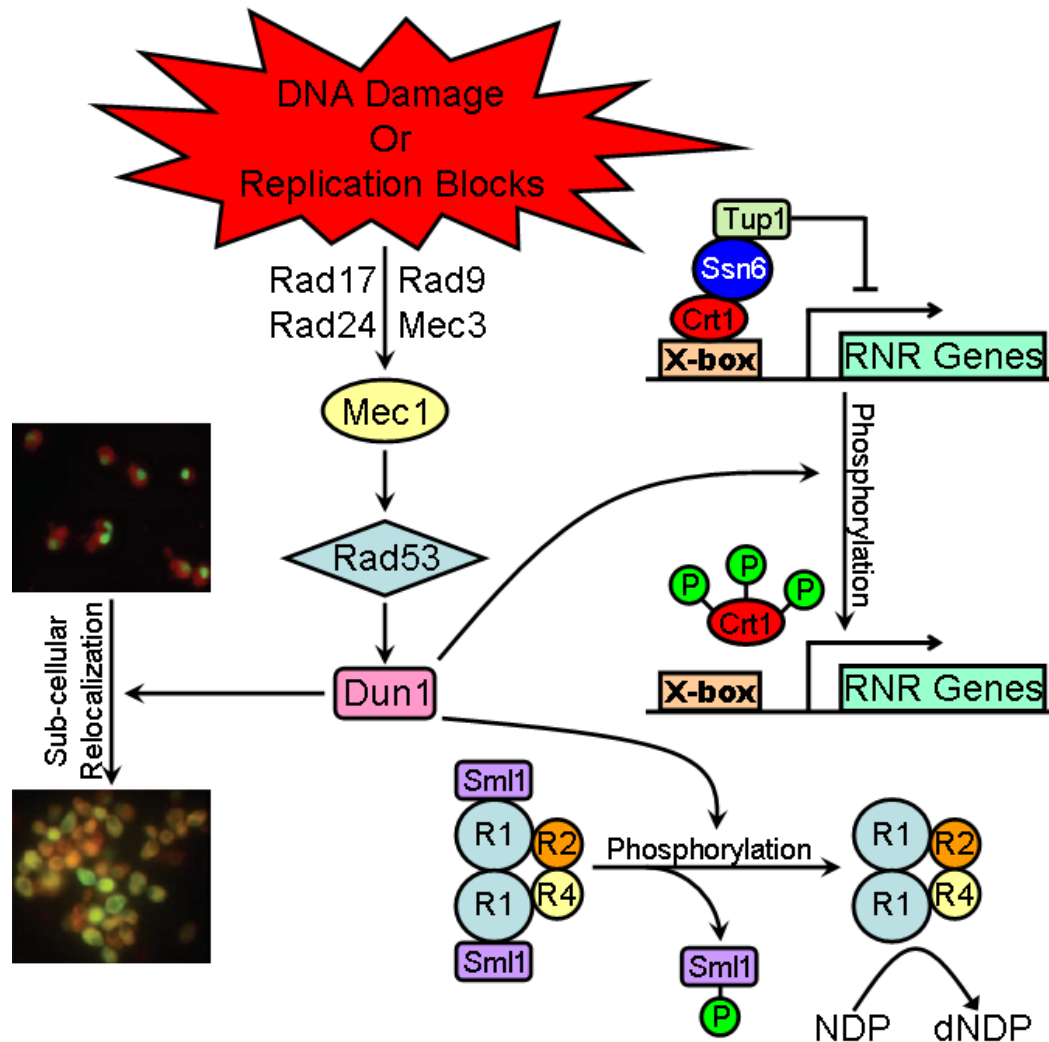 DNA Damage
Or
Replication Blocks
Rad17 Rad9
Rad24 Mec3
Mec1
Rad53
Dun1
Sub-cellular
Relocalization
Tup1
Ssn6
Crt1
X-box
RNR Genes
Phosphorylation
P P P
Crt1
X-box
RNR Genes
Sml1
R1
R2
R1
R4
Sml1
Phosphorylation
Sml1
P
R1
R2
R1
R4
NDP dNDP